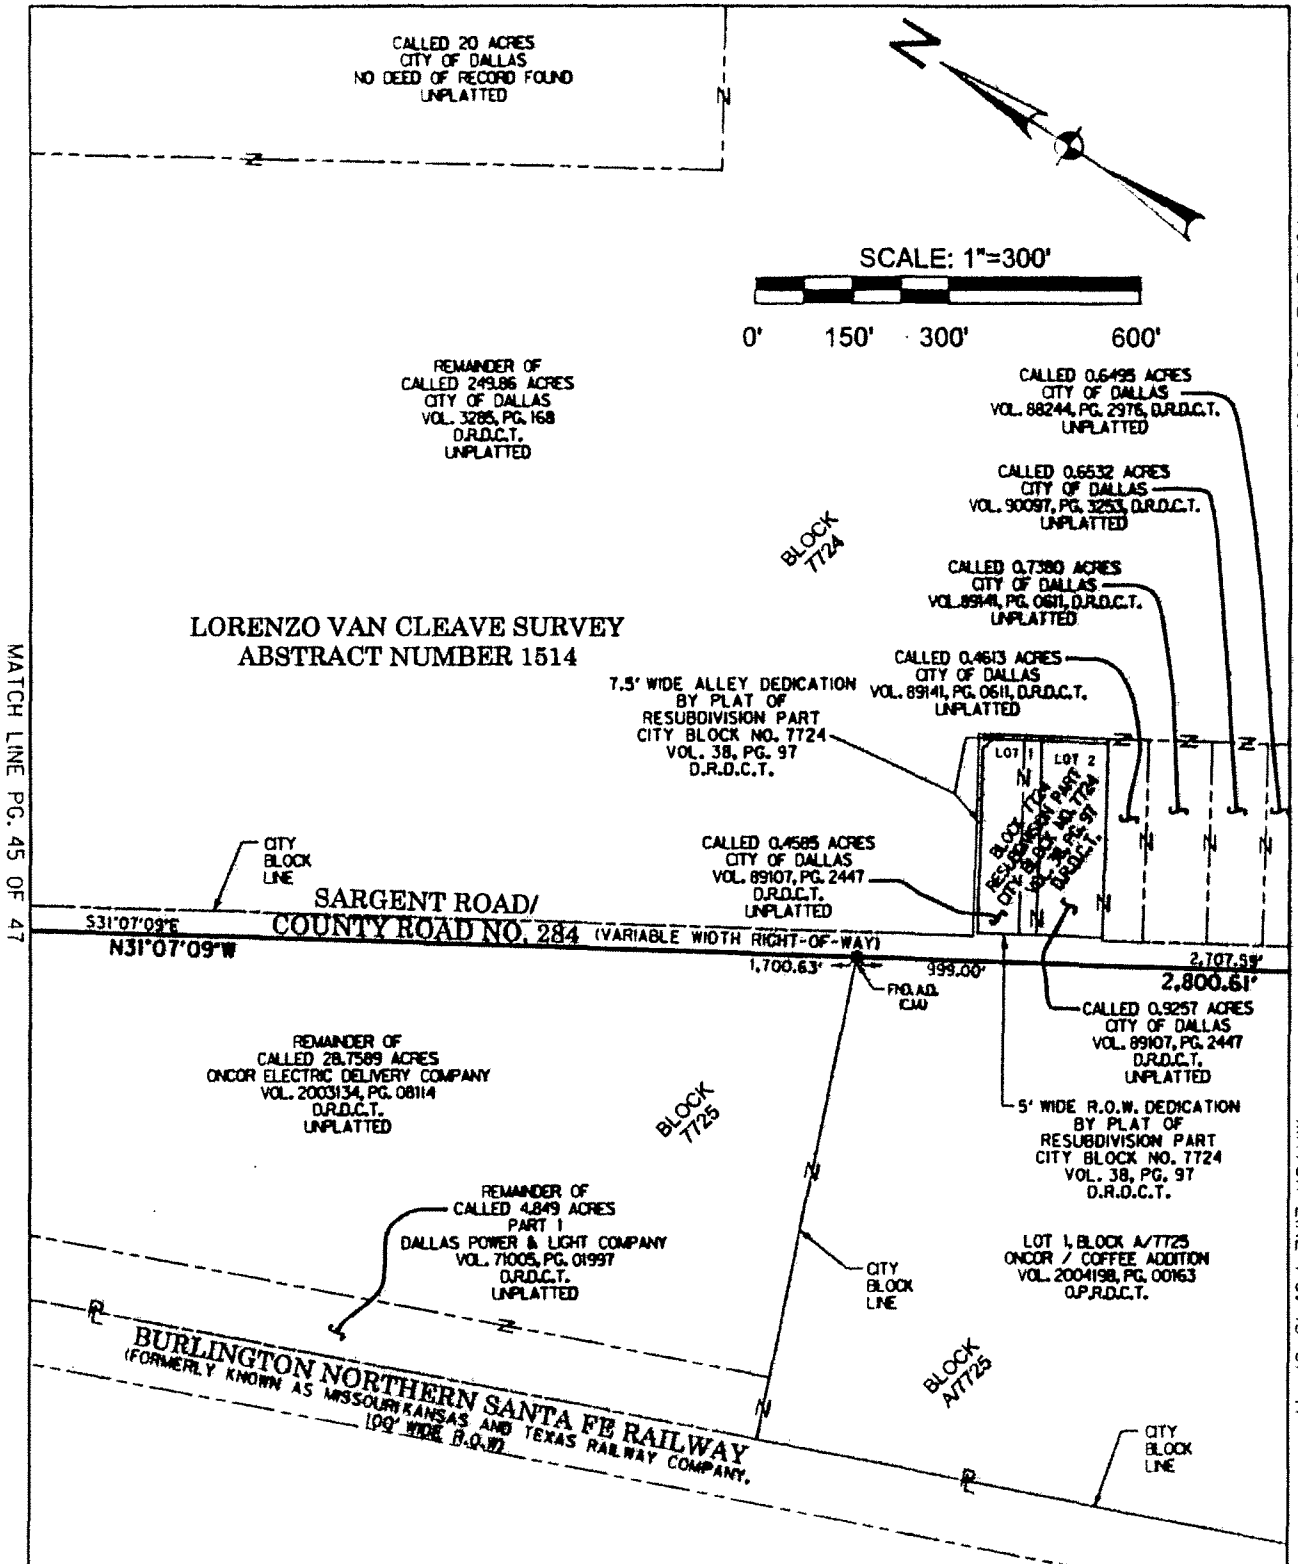 CALLED 20 ACRES
CITY OF DALLAS
NO DEED OF RECORD FOUND
UNPLATTED
N
SCALE: 1"=300'
0' 150' 300' 600'
REMAINDER OF
CALLED 249.86 ACRES
CITY OF DALLAS
VOL. 3285, PG. 168
D.R.D.C.T.
UNPLATTED
CALLED 0.6495 ACRES
CITY OF DALLAS
VOL. 88244, PG. 2976, D.R.D.C.T.
UNPLATTED
CALLED 0.6532 ACRES
CITY OF DALLAS
VOL. 90097, PG. 3253, D.R.D.C.T.
UNPLATTED
BLOCK
7724
CALLED 0.7380 ACRES
CITY OF DALLAS
VOL. 89141, PG. 0611, D.R.D.C.T.
UNPLATTED
LORENZO VAN CLEAVE SURVEY
ABSTRACT NUMBER 1514
CALLED 0.4613 ACRES
CITY OF DALLAS
VOL. 89141, PG. 0611, D.R.D.C.T.
UNPLATTED
7.5' WIDE ALLEY DEDICATION
BY PLAT OF
RESUBDIVISION PART
CITY BLOCK NO. 7724
VOL. 38, PG. 97
D.R.D.C.T.
MATCH LINE PG. 45 OF 47
LOT 1
LOT 2
BLOCK 7724
RESUBDIVISION PART
CITY BLOCK NO. 7724
VOL. 38, PG. 97
D.R.D.C.T.
CALLED 0.4585 ACRES
CITY OF DALLAS
VOL. 89107, PG. 2447
D.R.D.C.T.
UNPLATTED
CITY
BLOCK
LINE
SARGENT ROAD/
COUNTY ROAD NO. 284 (VARIABLE WIDTH RIGHT-OF-WAY)
S31°07'09"E
N31°07'09"W
1,700.63'
999.00'
2,707.59'
2,800.61'
CALLED 0.9257 ACRES
CITY OF DALLAS
VOL. 89107, PG. 2447
D.R.D.C.T.
UNPLATTED
REMAINDER OF
CALLED 28.7589 ACRES
ONCOR ELECTRIC DELIVERY COMPANY
VOL. 2003134, PG. 08114
D.R.D.C.T.
UNPLATTED
BLOCK
7725
5' WIDE R.O.W. DEDICATION
BY PLAT OF
RESUBDIVISION PART
CITY BLOCK NO. 7724
VOL. 38, PG. 97
D.R.D.C.T.
REMAINDER OF
CALLED 4.849 ACRES
PART 1
DALLAS POWER & LIGHT COMPANY
VOL. 71005, PG. 01997
D.R.D.C.T.
UNPLATTED
LOT 1, BLOCK A/7725
ONCOR / COFFEE ADDITION
VOL. 2004198, PG. 00163
O.P.R.D.C.T.
CITY
BLOCK
LINE
BURLINGTON NORTHERN SANTA FE RAILWAY
(FORMERLY KNOWN AS MISSOURI KANSAS AND TEXAS RAILWAY COMPANY,
100' WIDE R.O.W)
BLOCK
A/7725
CITY
BLOCK
LINE